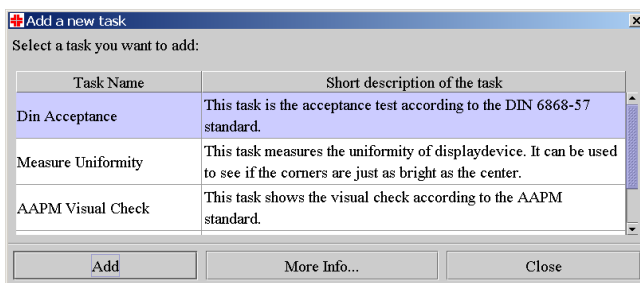 Add a new task
Select a task you want to add:
Task Name Short description of the task
Din Acceptance
This task is the acceptance test according to the DIN 6868-57
standard.
Measure Uniformity
This task measures the uniformity of displaydevice. It can be used
to see if the corners are just as bright as the center.
AAPM Visual Check
This task shows the visual check according to the AAPM
standard.
Add More Info... Close